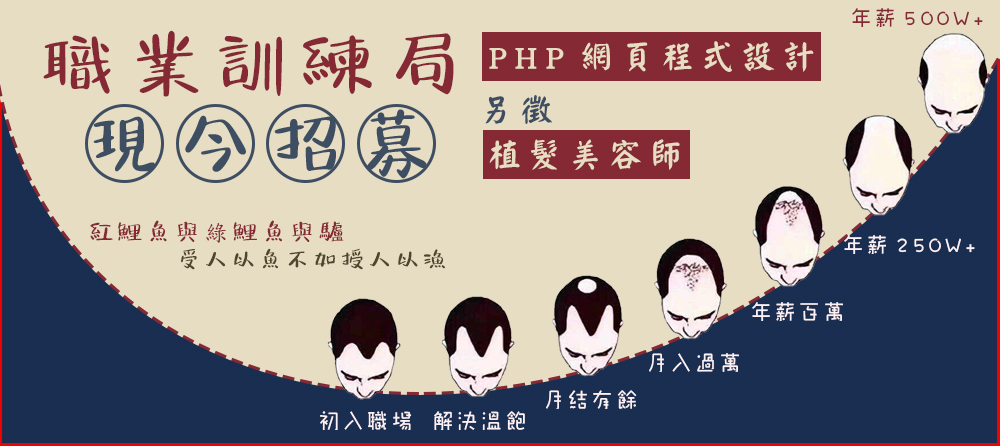 職業訓練局
現今招募
PHP 網頁程式設計
另徵
植髮美容師
紅鯉魚與綠鯉魚與驢
受人以魚不如授人以漁
初入職場
解決溫飽
月結有餘
月入過萬
年薪百萬
年薪 250W+
年薪 500W+